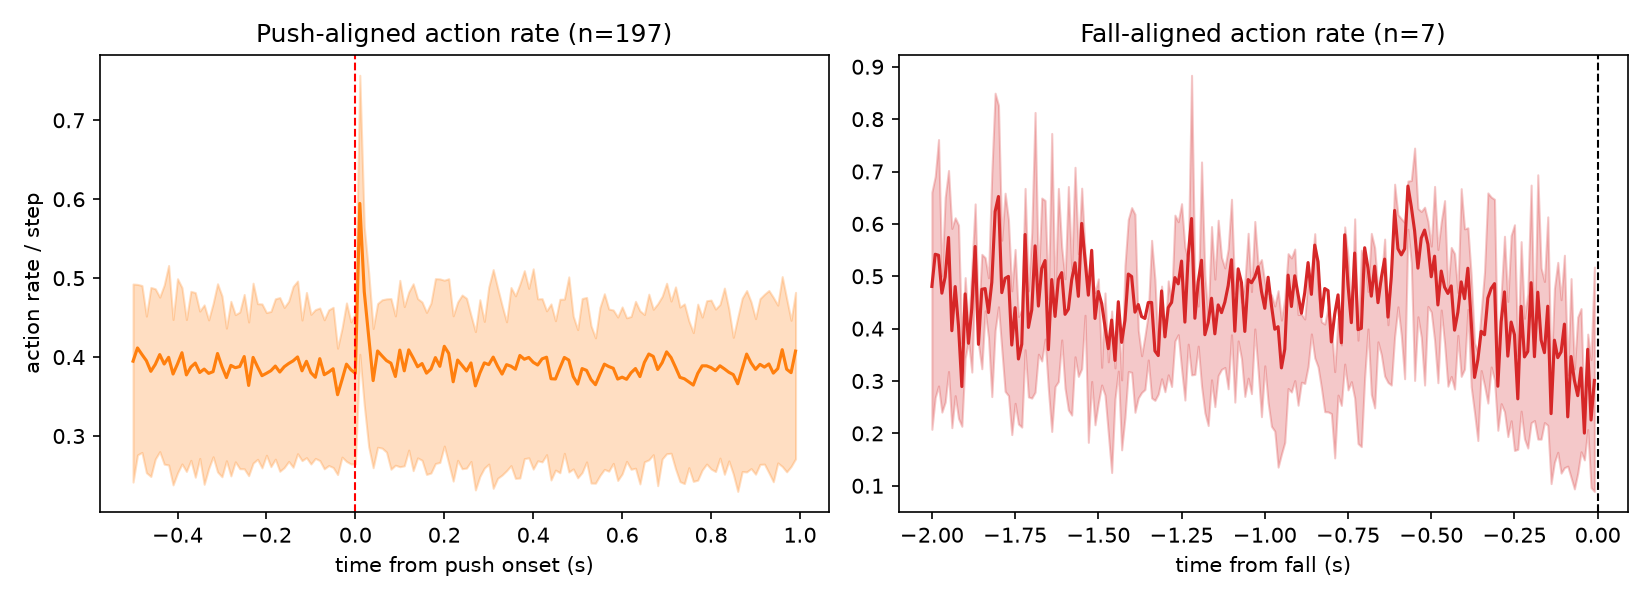 Push-aligned action rate (n=197)
action rate / step
0.7
0.6
0.5
0.4
0.3
−0.4 −0.2 0.0 0.2 0.4 0.6 0.8 1.0
time from push onset (s)
Fall-aligned action rate (n=7)
0.9
0.8
0.7
0.6
0.5
0.4
0.3
0.2
0.1
−2.00 −1.75 −1.50 −1.25 −1.00 −0.75 −0.50 −0.25 0.00
time from fall (s)